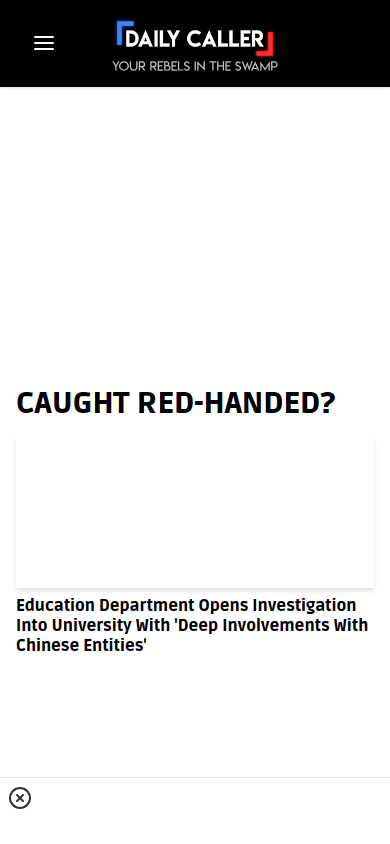 DAILY CALLER
YOUR REBELS IN THE SWAMP
CAUGHT RED-HANDED?
Education Department Opens Investigation
Into University With 'Deep Involvements With
Chinese Entities'